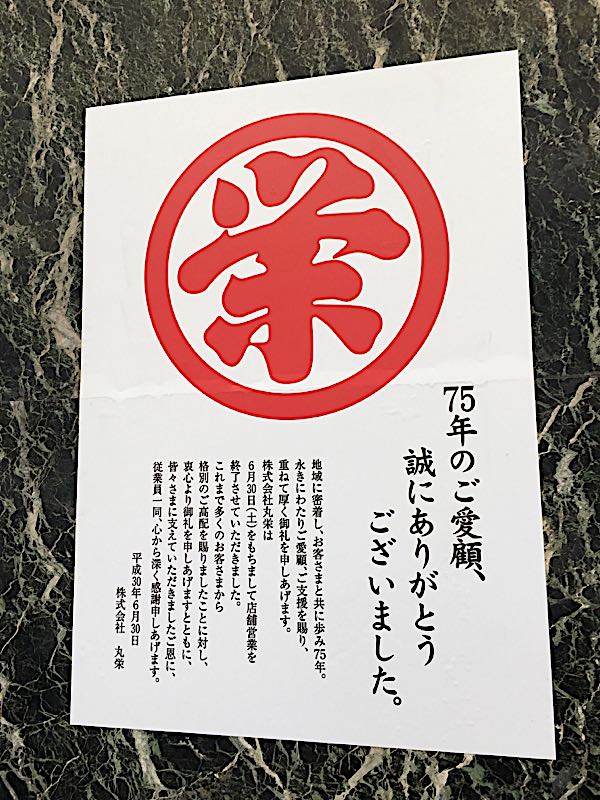 栄
75年のご愛顧、
誠にありがとう
ございました。
地域に密着し、お客さまと共に歩み75年。
永きにわたりご愛顧、ご支援を賜り、
重ねて厚く御礼を申しあげます。
株式会社丸栄は
6月30日(土)をもちまして店舗営業を
終了させていただきました。
これまで多くのお客さまから
格別のご高配を賜りましたことに対し、
衷心より御礼を申しあげますとともに、
皆々さまに支えていただきましたご恩に、
従業員一同、心から深く感謝申しあげます。
平成30年6月30日
株式会社 丸栄